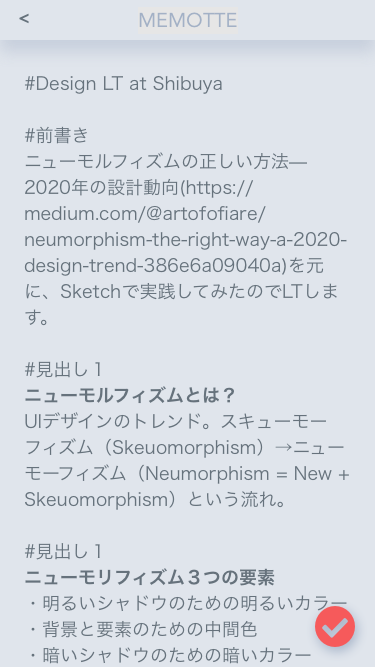 <
MEMOTTE
#Design LT at Shibuya
#前書き
ニューモルフィズムの正しい方法—
2020年の設計動向(https://
medium.com/@artofofiare/
neumorphism-the-right-way-a-2020-
design-trend-386e6a09040a)を元
に、Sketchで実践してみたのでLTしま
す。
#見出し１
ニューモルフィズムとは？
UIデザインのトレンド。スキューモー
フィズム（Skeuomorphism）→ニュー
モーフィズム（Neumorphism = New +
Skeuomorphism）という流れ。
#見出し１
ニューモリフィズム３つの要素
・明るいシャドウのための明るいカラー
・背景と要素のための中間色
・暗いシャドウのための暗いカラー